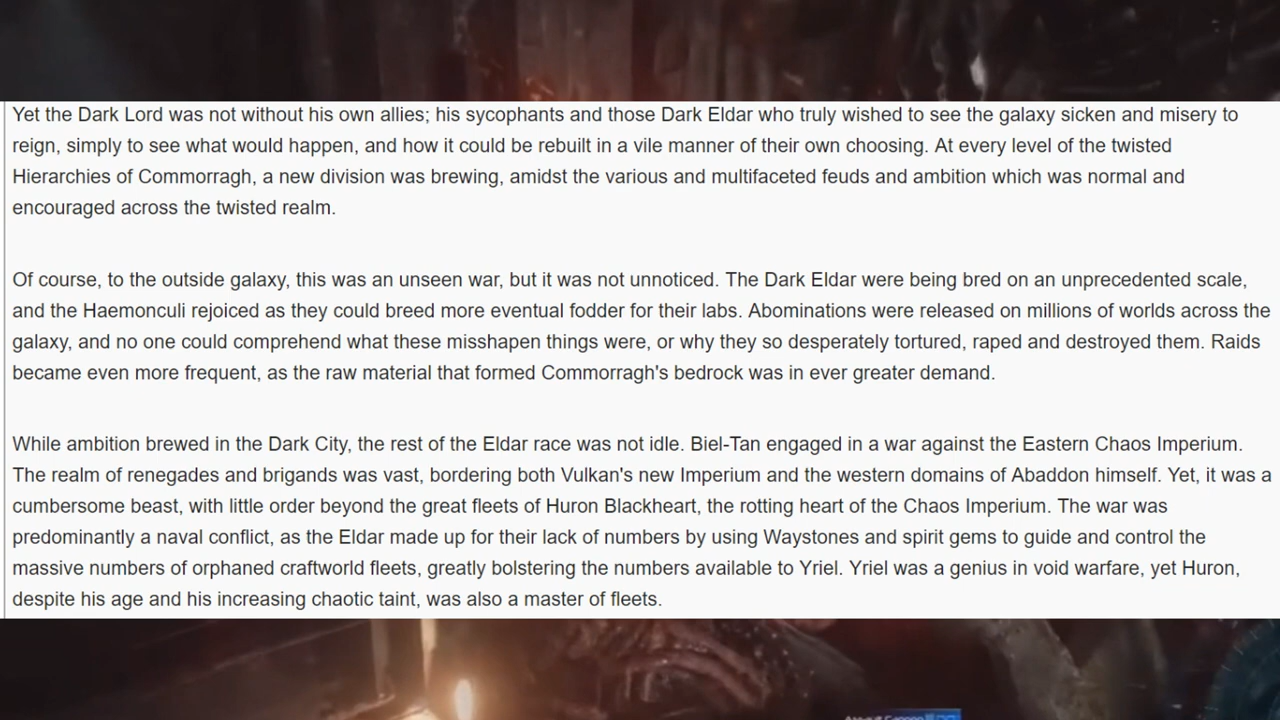 Yet the Dark Lord was not without his own allies; his sycophants and those Dark Eldar who truly wished to see the galaxy sicken and misery to
reign, simply to see what would happen, and how it could be rebuilt in a vile manner of their own choosing. At every level of the twisted
Hierarchies of Commorragh, a new division was brewing, amidst the various and multifaceted feuds and ambition which was normal and
encouraged across the twisted realm.
Of course, to the outside galaxy, this was an unseen war, but it was not unnoticed. The Dark Eldar were being bred on an unprecedented scale,
and the Haemonculi rejoiced as they could breed more eventual fodder for their labs. Abominations were released on millions of worlds across the
galaxy, and no one could comprehend what these misshapen things were, or why they so desperately tortured, raped and destroyed them. Raids
became even more frequent, as the raw material that formed Commorragh's bedrock was in ever greater demand.
While ambition brewed in the Dark City, the rest of the Eldar race was not idle. Biel-Tan engaged in a war against the Eastern Chaos Imperium.
The realm of renegades and brigands was vast, bordering both Vulkan's new Imperium and the western domains of Abaddon himself. Yet, it was a
cumbersome beast, with little order beyond the great fleets of Huron Blackheart, the rotting heart of the Chaos Imperium. The war was
predominantly a naval conflict, as the Eldar made up for their lack of numbers by using Waystones and spirit gems to guide and control the
massive numbers of orphaned craftworld fleets, greatly bolstering the numbers available to Yriel. Yriel was a genius in void warfare, yet Huron,
despite his age and his increasing chaotic taint, was also a master of fleets.